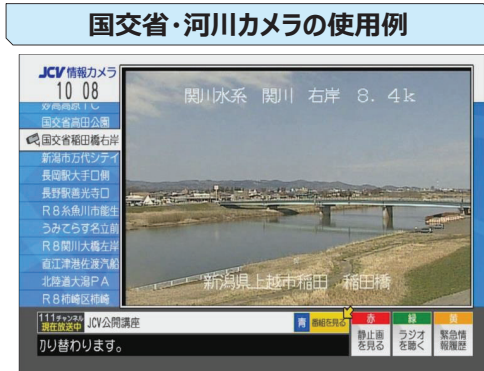 国交省・河川カメラの使用例
JCV情報カメラ
10 08
妙高高原IC
国交省高田公園
国交省稲田橋右岸
新潟市万代シテイ
長岡駅大手口側
長野駅善光寺口
R8糸魚川市能生
うみてらす名立前
R8関川大橋左岸
直江津港佐渡汽船
北陸道大潟PA
R8柿崎区柿崎
関川水系 関川 右岸 8.4k
新潟県上越市稲田 稲田橋
111チャンネル
現在放送中
JCV公開講座
青 番組を見る
切り替わります。
赤
静止画
を見る
緑
ラジオ
を聴く
黄
緊急情
報履歴